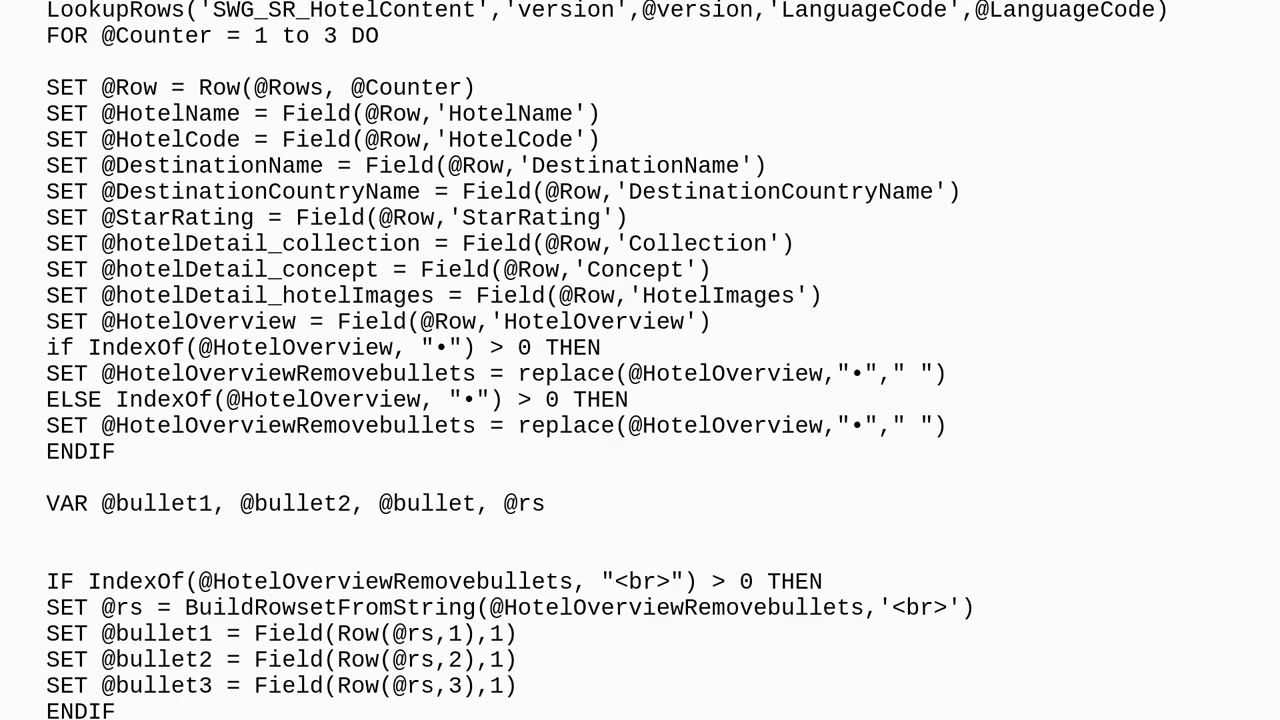 LookupRows('SWG_SR_HotelContent','version',@version,'LanguageCode',@LanguageCode)
FOR @Counter = 1 to 3 DO
SET @Row = Row(@Rows, @Counter)
SET @HotelName = Field(@Row,'HotelName')
SET @HotelCode = Field(@Row,'HotelCode')
SET @DestinationName = Field(@Row,'DestinationName')
SET @DestinationCountryName = Field(@Row,'DestinationCountryName')
SET @StarRating = Field(@Row,'StarRating')
SET @hotelDetail_collection = Field(@Row,'Collection')
SET @hotelDetail_concept = Field(@Row,'Concept')
SET @hotelDetail_hotelImages = Field(@Row,'HotelImages')
SET @HotelOverview = Field(@Row,'HotelOverview')
if IndexOf(@HotelOverview, "•") > 0 THEN
SET @HotelOverviewRemovebullets = replace(@HotelOverview,"•"," ")
ELSE IndexOf(@HotelOverview, "•") > 0 THEN
SET @HotelOverviewRemovebullets = replace(@HotelOverview,"•"," ")
ENDIF
VAR @bullet1, @bullet2, @bullet, @rs
IF IndexOf(@HotelOverviewRemovebullets, "<br>") > 0 THEN
SET @rs = BuildRowsetFromString(@HotelOverviewRemovebullets,'<br>')
SET @bullet1 = Field(Row(@rs,1),1)
SET @bullet2 = Field(Row(@rs,2),1)
SET @bullet3 = Field(Row(@rs,3),1)
ENDIF